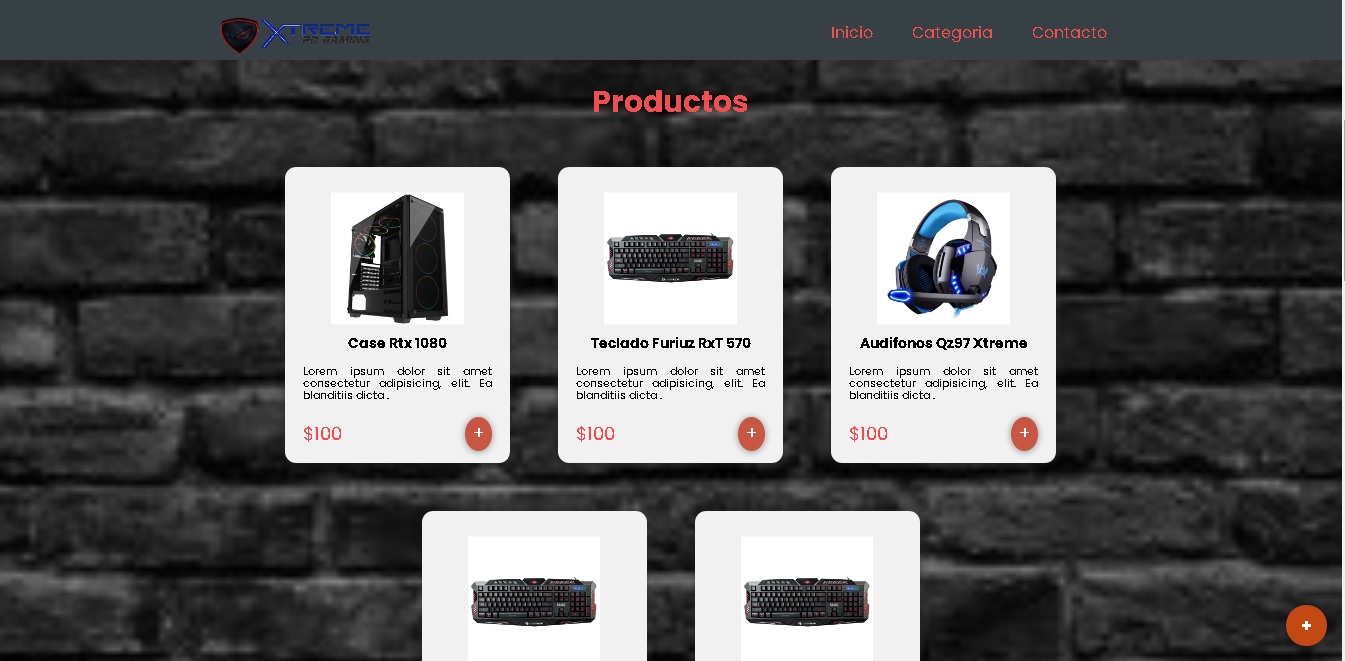 XTREME
PC GAMING
Inicio
Categoria
Contacto
Productos
Case Rtx 1080
Lorem ipsum dolor sit amet
consectetur adipisicing, elit. Ea
blanditiis dicta .
$100
+
Teclado Furiuz RxT 570
Lorem ipsum dolor sit amet
consectetur adipisicing, elit. Ea
blanditiis dicta .
$100
+
Audifonos Qz97 Xtreme
Lorem ipsum dolor sit amet
consectetur adipisicing, elit. Ea
blanditiis dicta .
$100
+
+